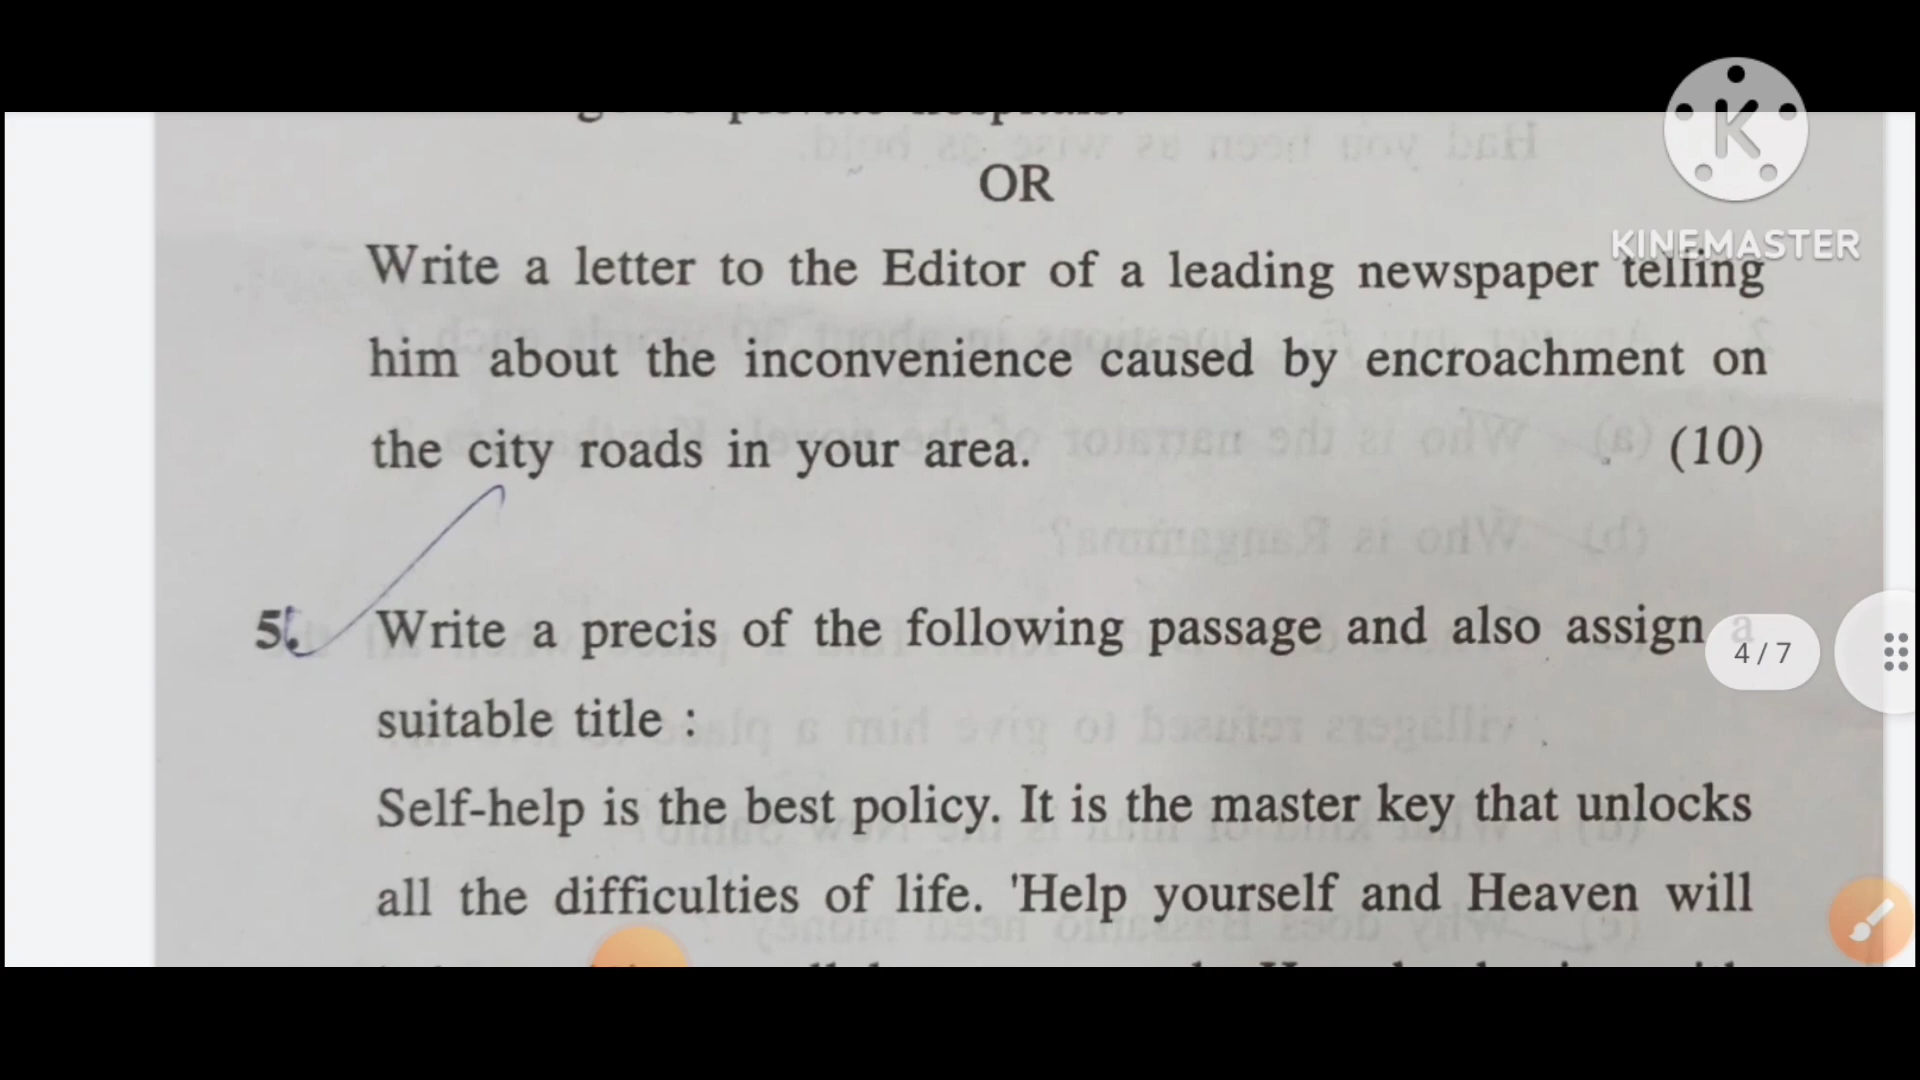 hospitals.
OR
Write a letter to the Editor of a leading newspaper telling
him about the inconvenience caused by encroachment on
the city roads in your area. (10)
5. Write a precis of the following passage and also assign a
suitable title :
Self-help is the best policy. It is the master key that unlocks
all the difficulties of life. 'Help yourself and Heaven will
4 / 7
K
KINEMASTER